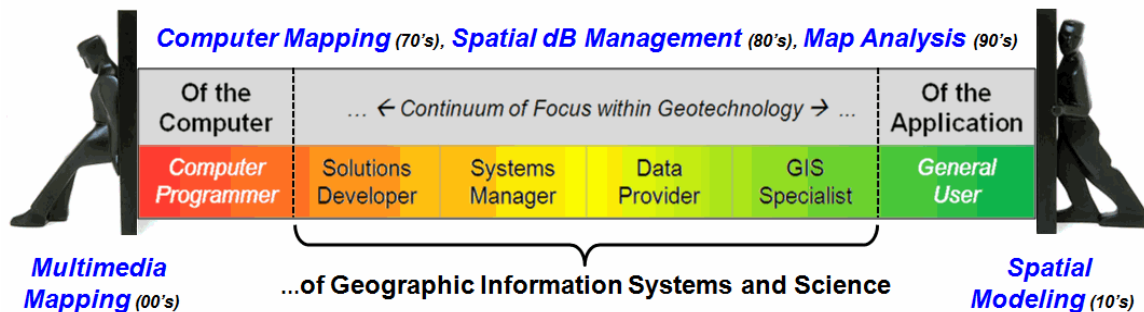 Computer Mapping (70's), Spatial dB Management (80's), Map Analysis (90's)
Of the
Computer
... ← Continuum of Focus within Geotechnology → ...
Of the
Application
Computer
Programmer
Solutions
Developer
Systems
Manager
Data
Provider
GIS
Specialist
General
User
Multimedia
Mapping (00's)
...of Geographic Information Systems and Science
Spatial
Modeling (10's)